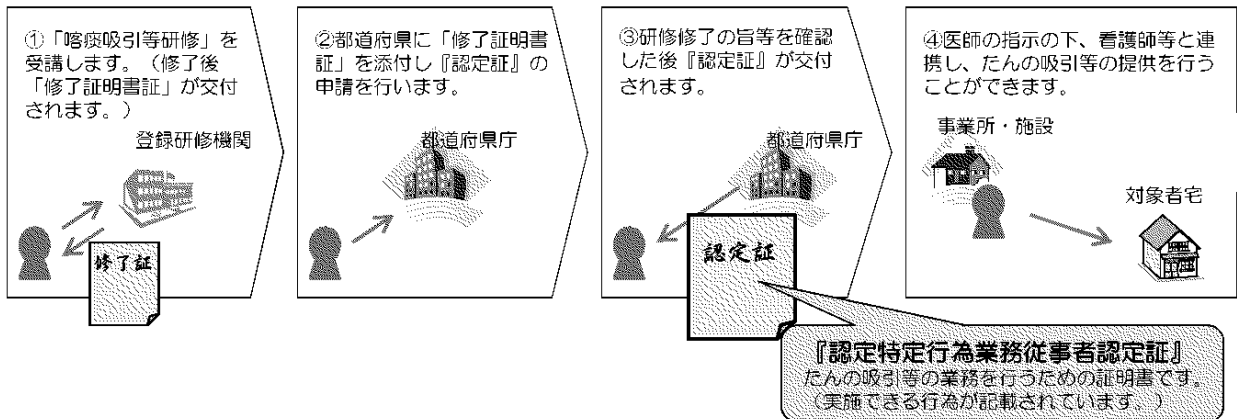 ①「喀痰吸引等研修」を
受講します。（修了後
「修了証明書証」が交付
されます。）
登録研修機関
修了証
②都道府県に「修了証明書
証」を添付し『認定証』の
申請を行います。
都道府県庁
③研修修了の旨等を確認
した後『認定証』が交付
されます。
都道府県庁
認定証
④医師の指示の下、看護師等と連
携し、たんの吸引等の提供を行う
ことができます。
事業所・施設
対象者宅
『認定特定行為業務従事者認定証』
たんの吸引等の業務を行うための証明書です。
（実施できる行為が記載されています。）